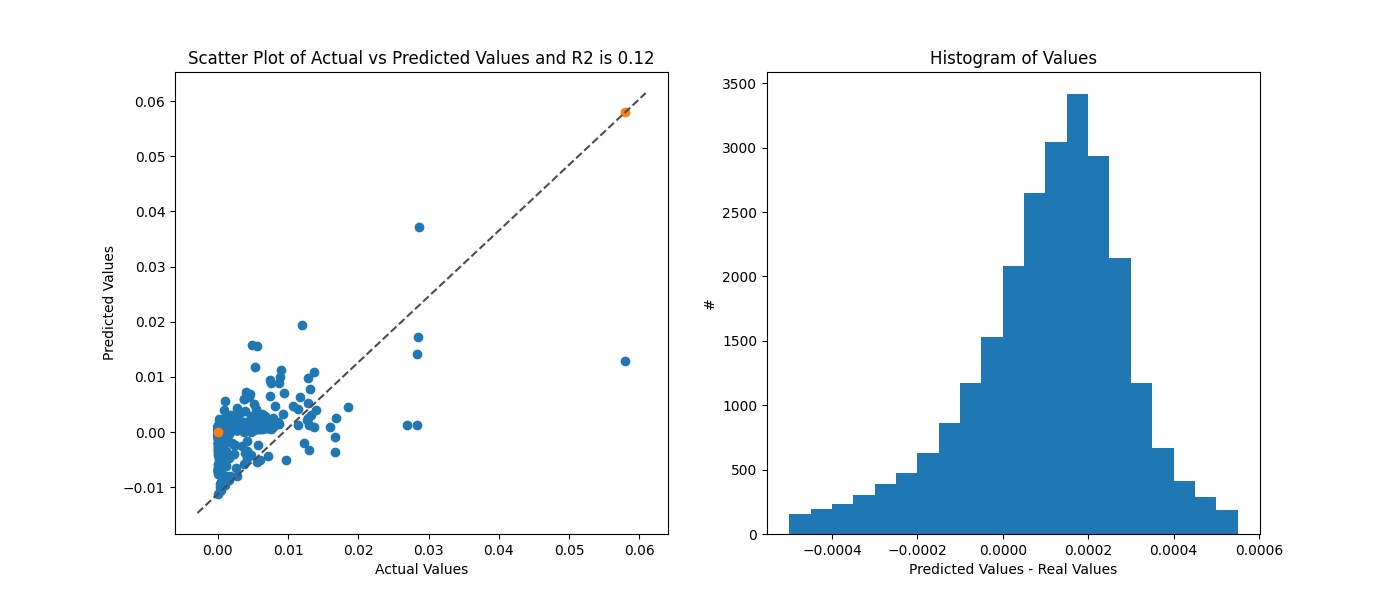 Scatter Plot of Actual vs Predicted Values and R2 is 0.12
0.06
0.05
0.04
0.03
0.02
0.01
0.00
−0.01
Predicted Values
0.00 0.01 0.02 0.03 0.04 0.05 0.06
Actual Values
Histogram of Values
3500
3000
2500
2000
1500
1000
500
0
#
−0.0004 −0.0002 0.0000 0.0002 0.0004 0.0006
Predicted Values - Real Values